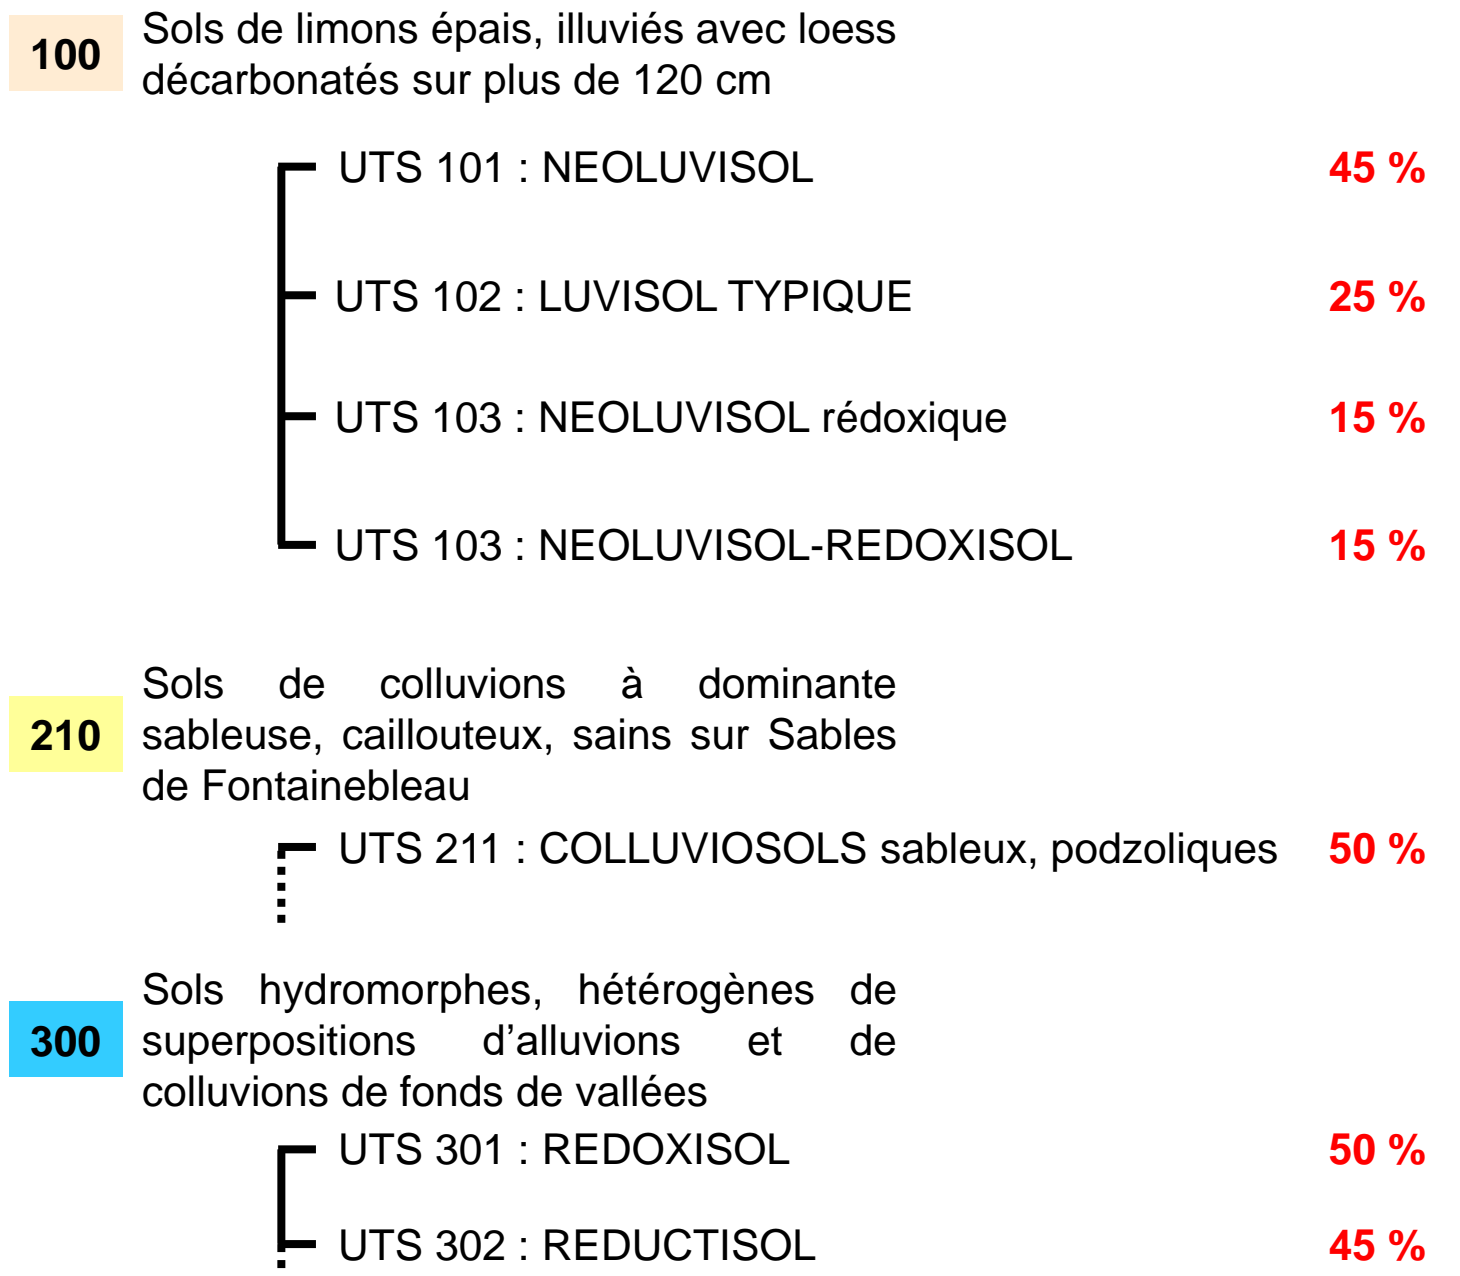 100
Sols de limons épais, illuviés avec loess
décarbonatés sur plus de 120 cm
UTS 101 : NEOLUVISOL 45 %
UTS 102 : LUVISOL TYPIQUE 25 %
UTS 103 : NEOLUVISOL rédoxique 15 %
UTS 103 : NEOLUVISOL-REDOXISOL 15 %
210
Sols de colluvions à dominante
sableuse, caillouteux, sains sur Sables
de Fontainebleau
UTS 211 : COLLUVIOSOLS sableux, podzoliques 50 %
300
Sols hydromorphes, hétérogènes de
superpositions d’alluvions et de
colluvions de fonds de vallées
UTS 301 : REDOXISOL 50 %
UTS 302 : REDUCTISOL 45 %